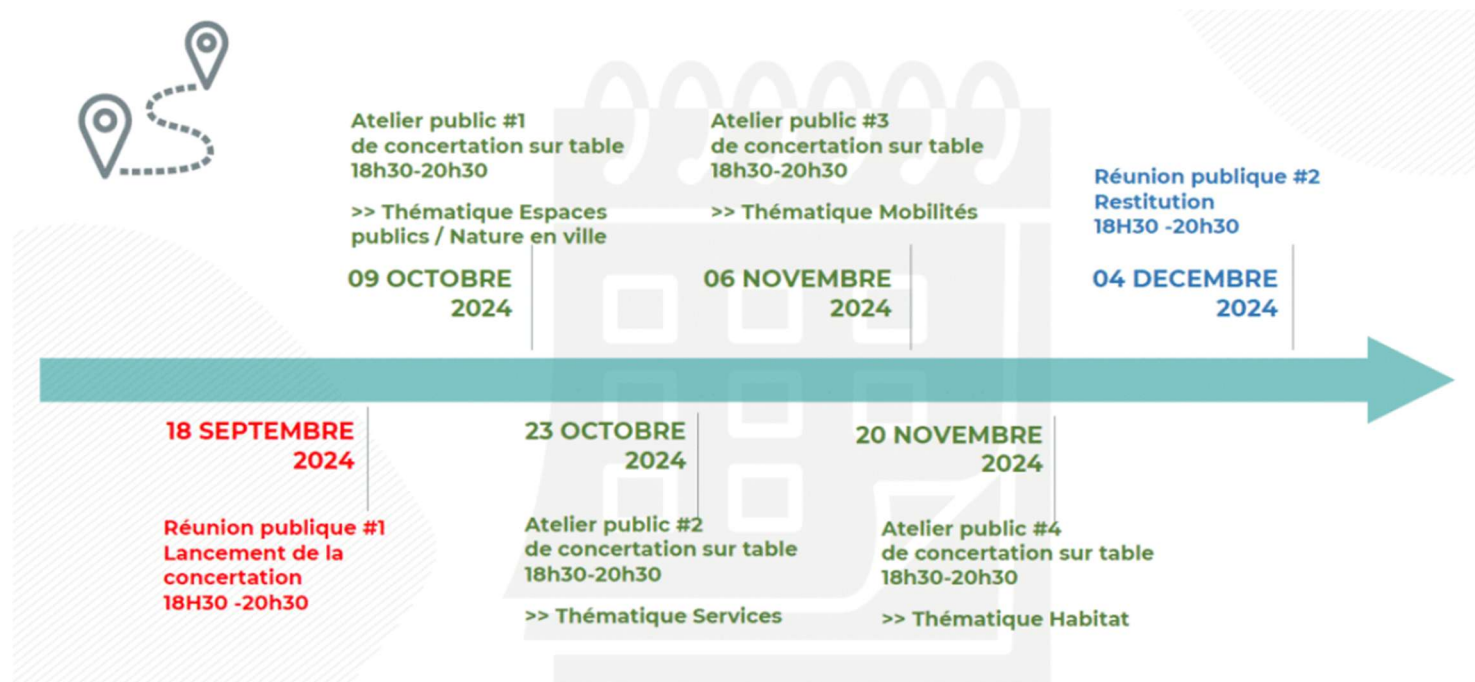 Atelier public #1
de concertation sur table
18h30-20h30
>> Thématique Espaces
publics / Nature en ville
09 OCTOBRE
2024
Atelier public #3
de concertation sur table
18h30-20h30
>> Thématique Mobilités
06 NOVEMBRE
2024
Réunion publique #2
Restitution
18H30 -20h30
04 DECEMBRE
2024
18 SEPTEMBRE
2024
Réunion publique #1
Lancement de la
concertation
18H30 -20h30
23 OCTOBRE
2024
Atelier public #2
de concertation sur table
18h30-20h30
>> Thématique Services
20 NOVEMBRE
2024
Atelier public #4
de concertation sur table
18h30-20h30
>> Thématique Habitat